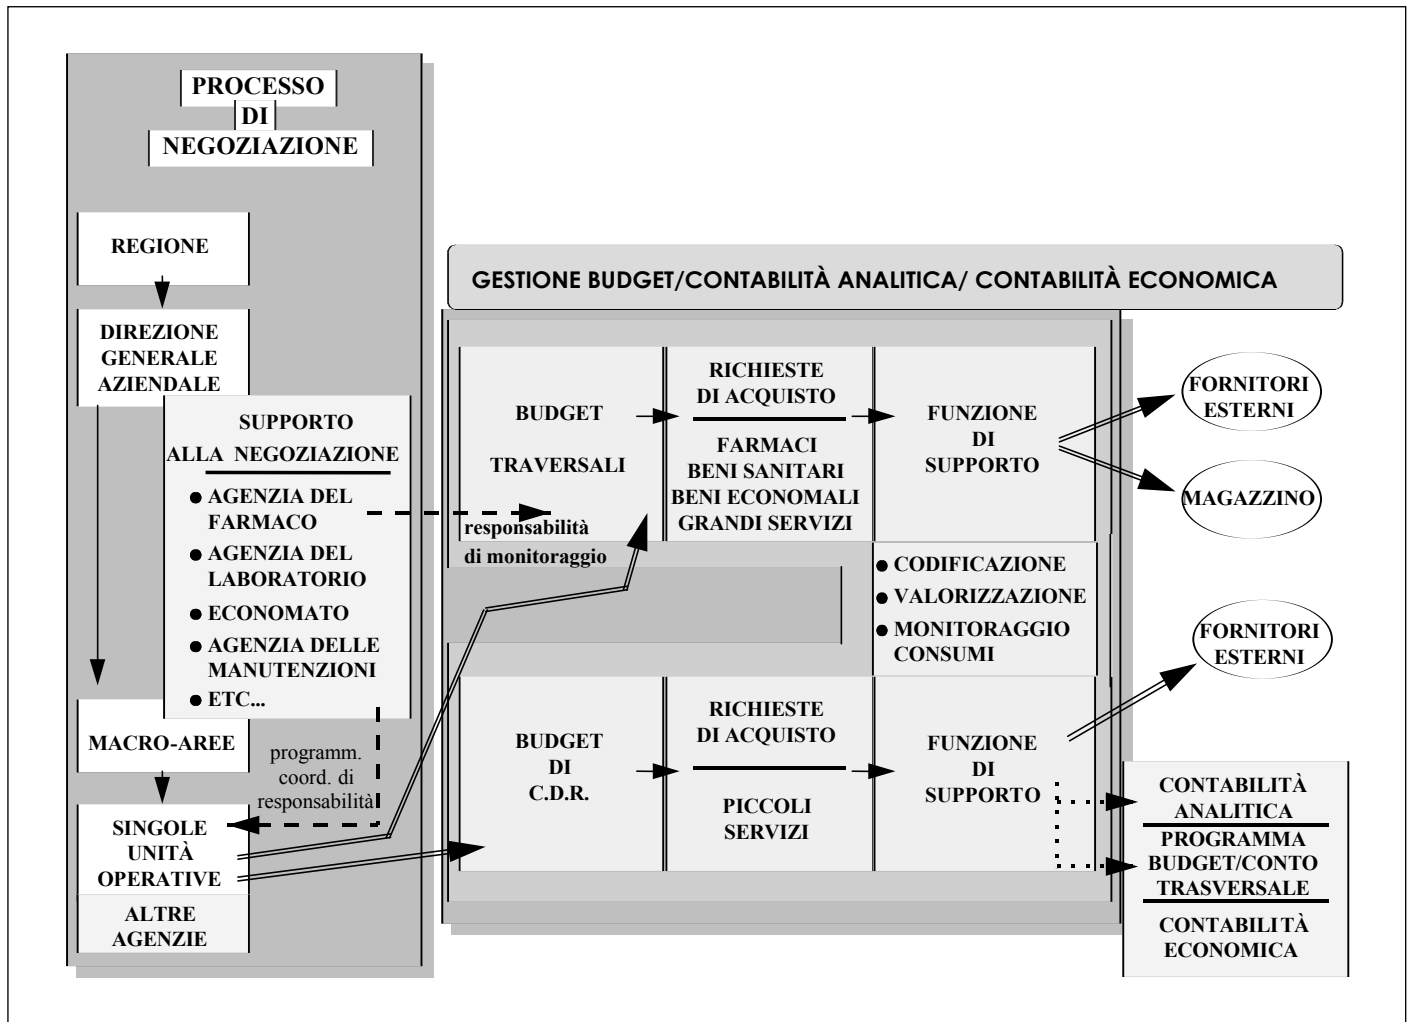 PROCESSO
DI
NEGOZIAZIONE
REGIONE
DIREZIONE
GENERALE
AZIENDALE
SUPPORTO
ALLA NEGOZIAZIONE
● AGENZIA DEL
FARMACO
● AGENZIA DEL
LABORATORIO
● ECONOMATO
● AGENZIA DELLE
MANUTENZIONI
● ETC...
MACRO-AREE
programm.
coord. di
responsabilità
SINGOLE
UNITÀ
OPERATIVE
ALTRE
AGENZIE
GESTIONE BUDGET/CONTABILITÀ ANALITICA/ CONTABILITÀ ECONOMICA
BUDGET
TRAVERSALI
responsabilità
di monitoraggio
RICHIESTE
DI ACQUISTO
FARMACI
BENI SANITARI
BENI ECONOMALI
GRANDI SERVIZI
FUNZIONE
DI
SUPPORTO
FORNITORI
ESTERNI
MAGAZZINO
● CODIFICAZIONE
● VALORIZZAZIONE
● MONITORAGGIO
CONSUMI
BUDGET
DI
C.D.R.
RICHIESTE
DI ACQUISTO
PICCOLI
SERVIZI
FUNZIONE
DI
SUPPORTO
FORNITORI
ESTERNI
CONTABILITÀ
ANALITICA
PROGRAMMA
BUDGET/CONTO
TRASVERSALE
CONTABILITÀ
ECONOMICA